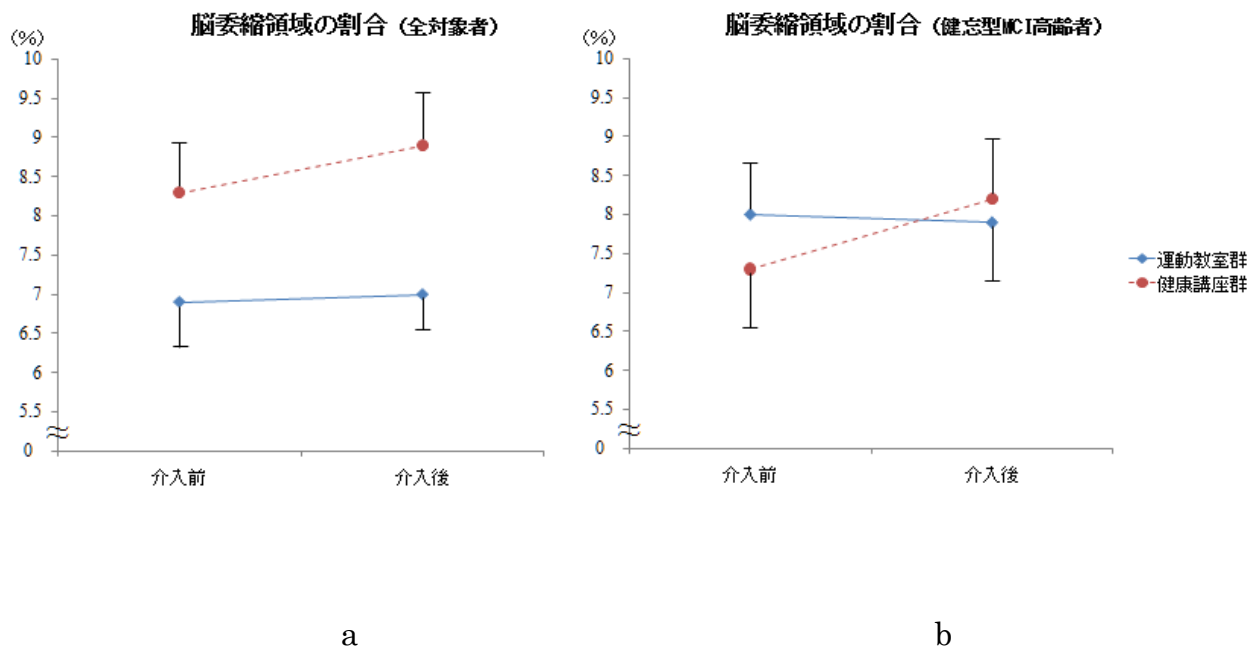 脳委縮領域の割合（全対象者）
(%)
10
9.5
9
8.5
8
7.5
7
6.5
6
5.5
0
介入前
介入後
a
脳委縮領域の割合（健忘型MCI高齢者）
(%)
10
9.5
9
8.5
8
7.5
7
6.5
6
5.5
0
介入前
介入後
運動教室群
健康講座群
b